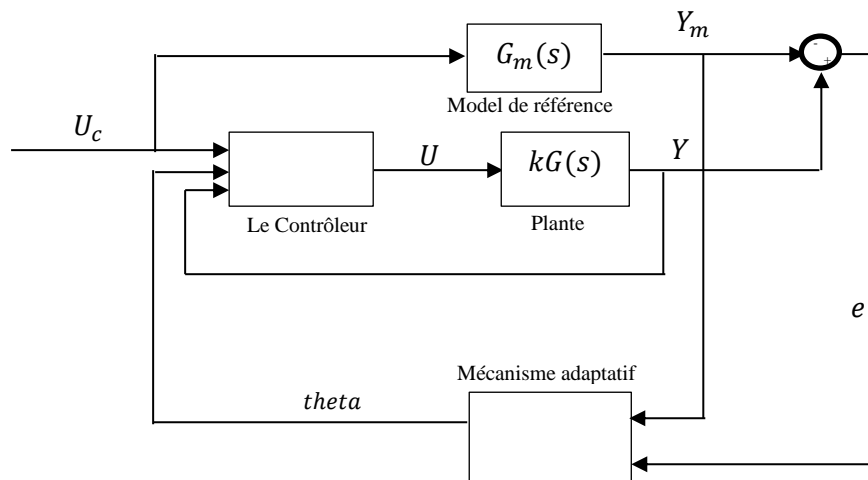 Y_m
G_m(s)
-
+
Model de référence
U_c
U
kG(s)
Y
Le Contrôleur
Plante
e
Mécanisme adaptatif
theta